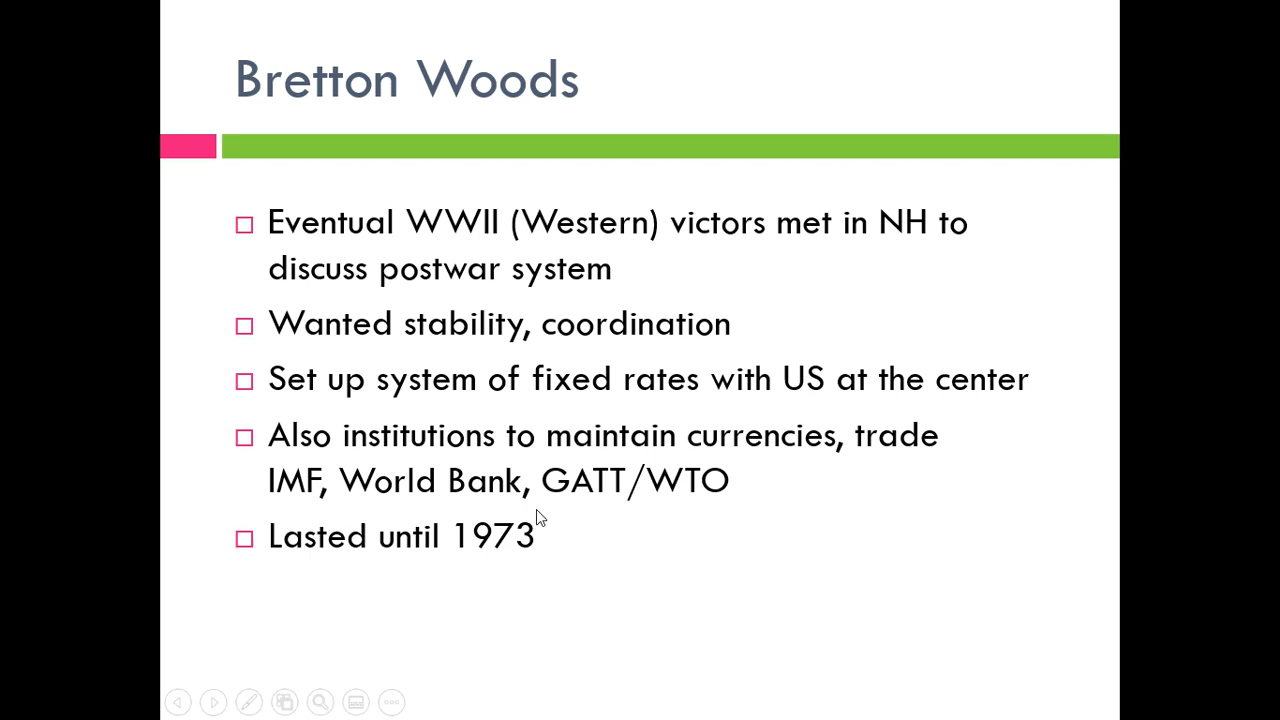 Bretton Woods
Eventual WWII (Western) victors met in NH to
discuss postwar system
Wanted stability, coordination
Set up system of fixed rates with US at the center
Also institutions to maintain currencies, trade
IMF, World Bank, GATT/WTO
Lasted until 1973